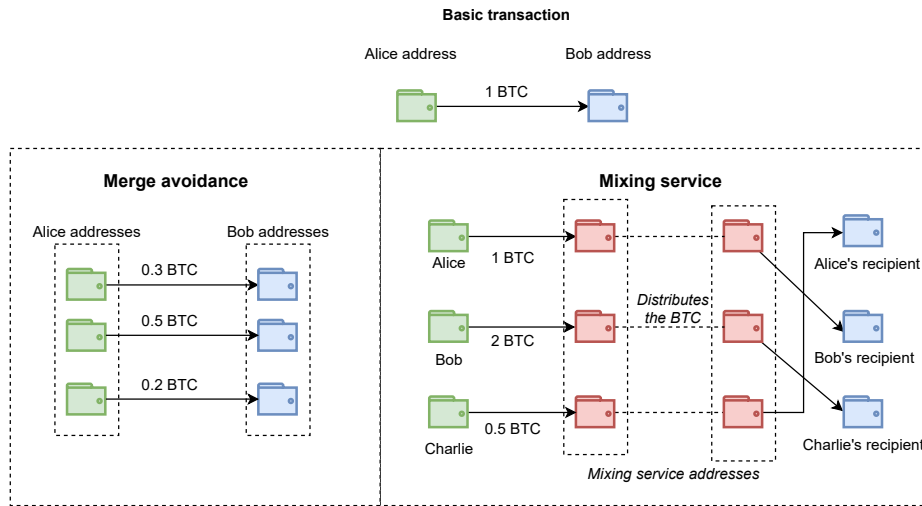 Basic transaction
Alice address
Bob address
1 BTC
Merge avoidance
Alice addresses
Bob addresses
0.3 BTC
0.5 BTC
0.2 BTC
Mixing service
Alice
1 BTC
Bob
2 BTC
Charlie
0.5 BTC
Distributes
the BTC
Mixing service addresses
Alice's recipient
Bob's recipient
Charlie's recipient